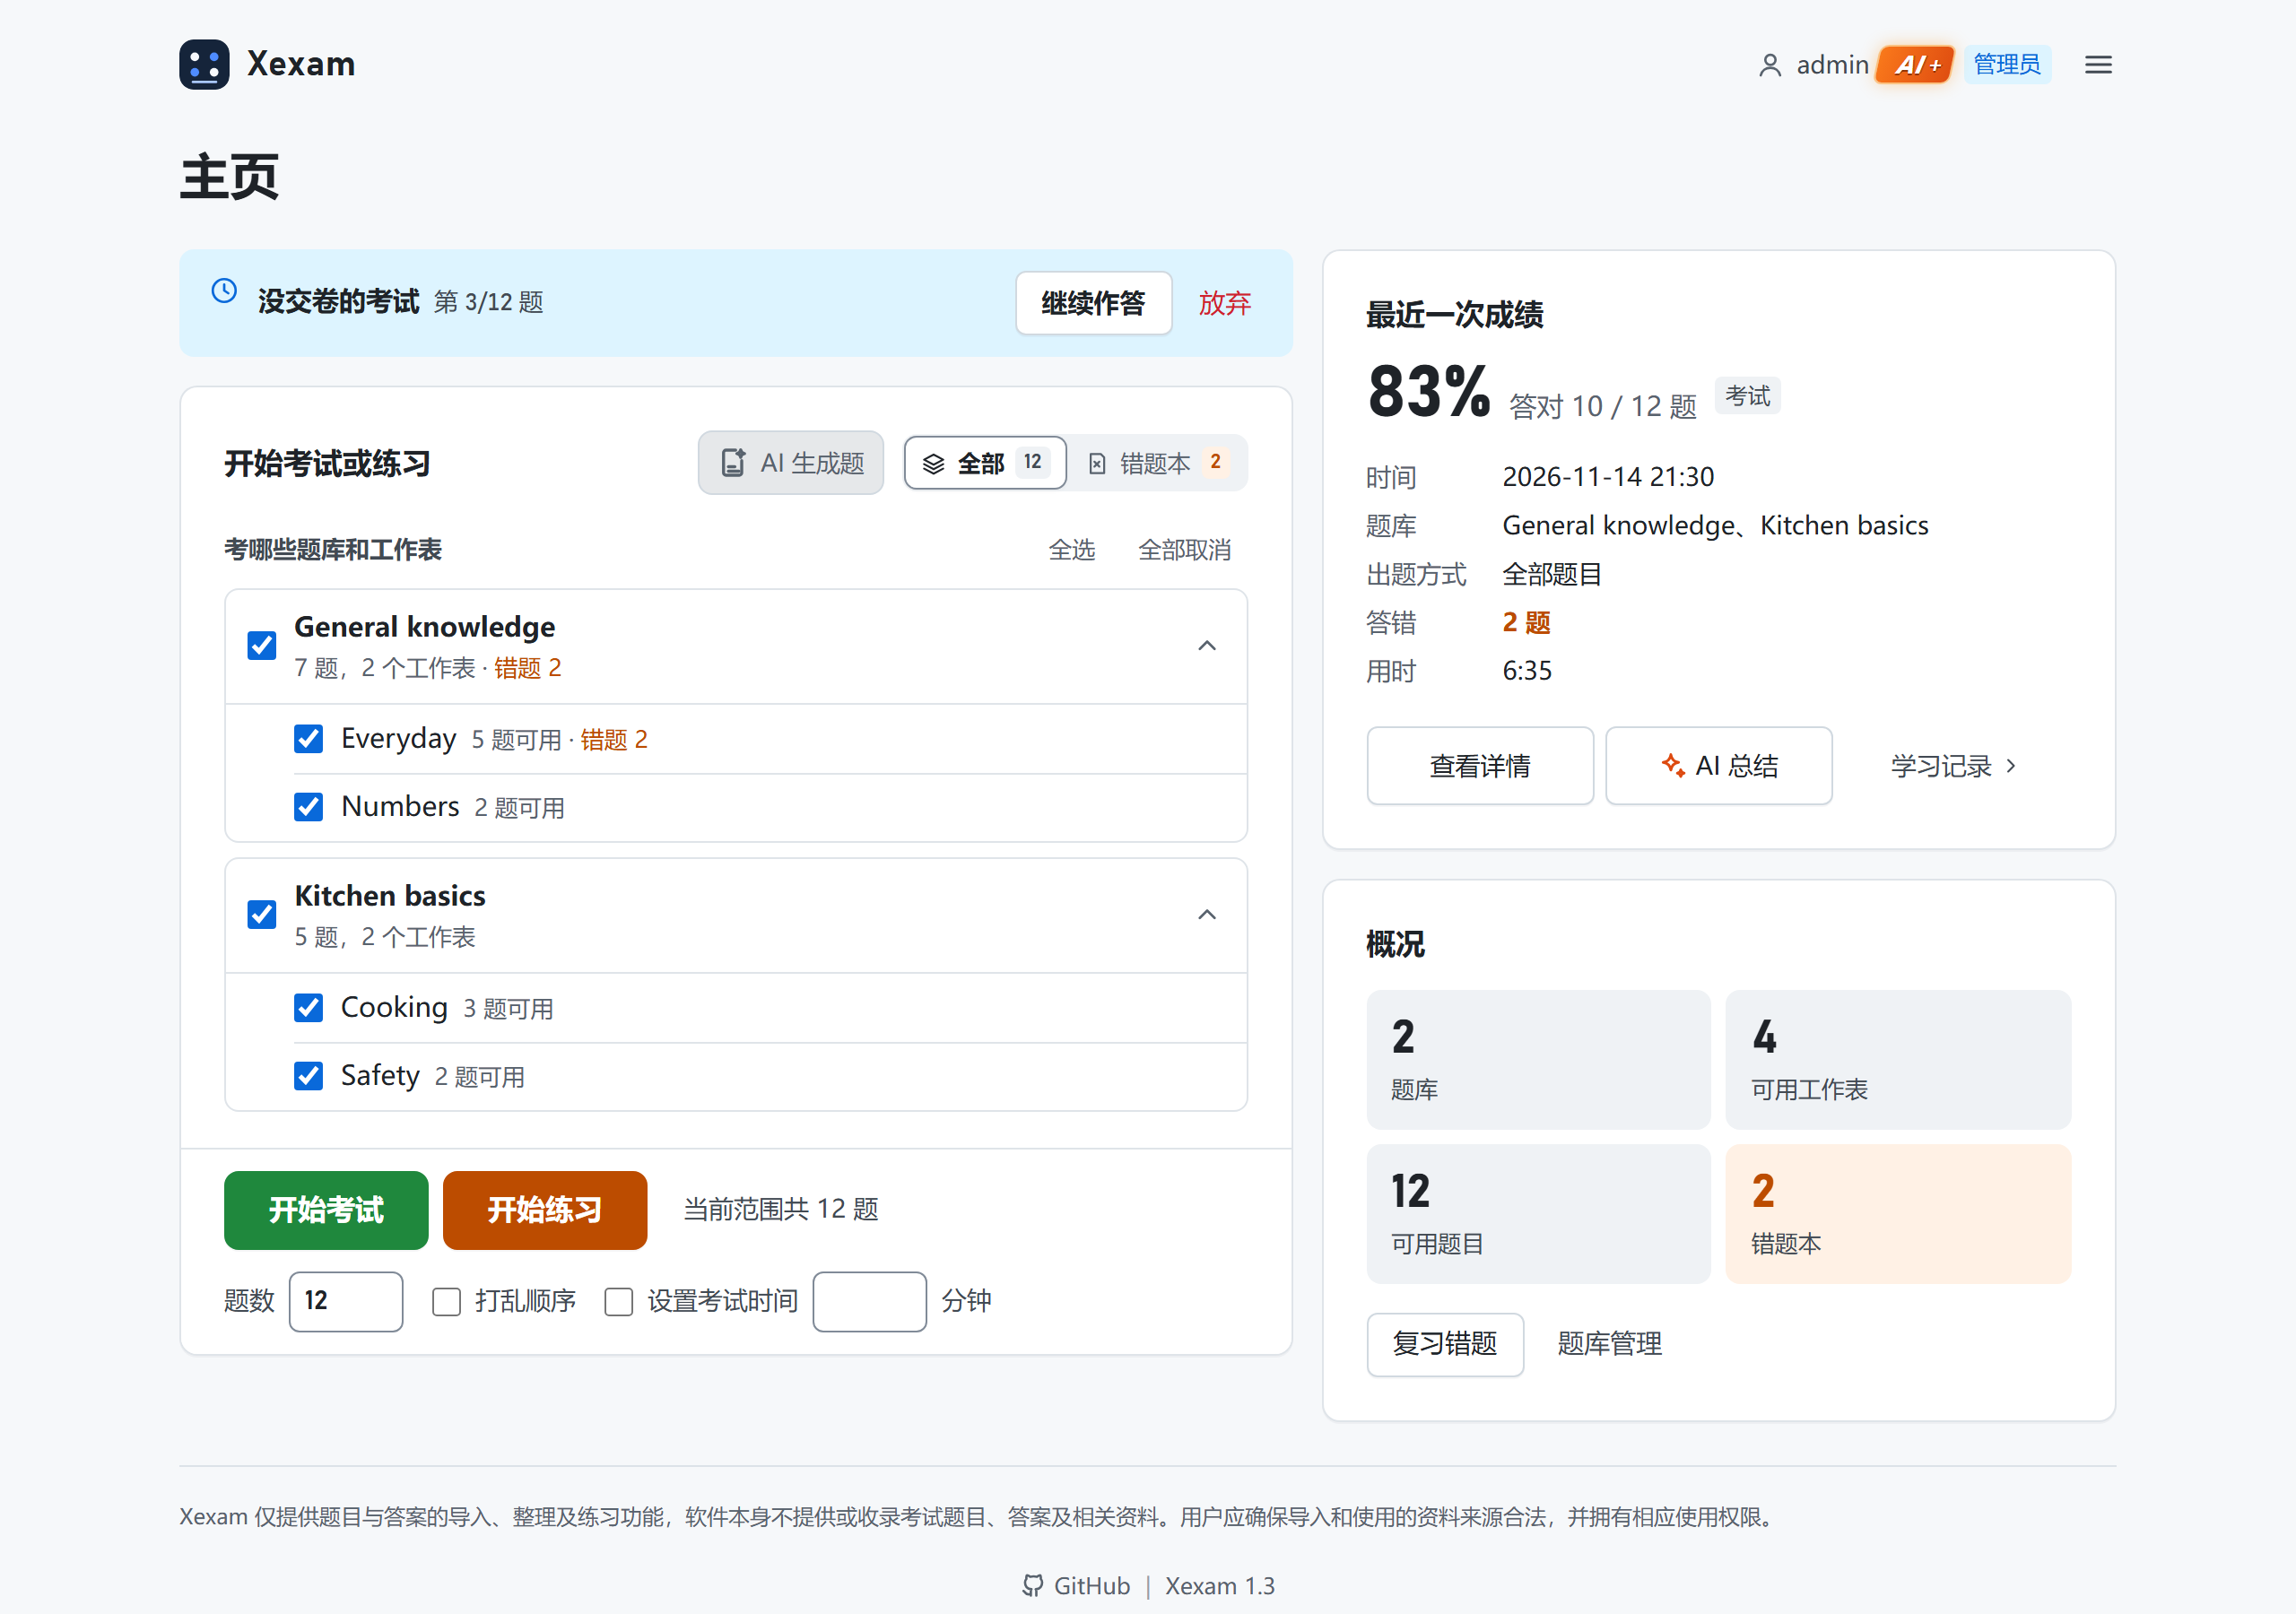 Xexam
admin AI+ 管理员
主页
没交卷的考试 第 3/12 题 继续作答 放弃
开始考试或练习 AI 生成题 全部 12 错题本 2
考哪些题库和工作表 全选 全部取消
General knowledge
7 题，2 个工作表 · 错题 2
Everyday 5 题可用 · 错题 2
Numbers 2 题可用
Kitchen basics
5 题，2 个工作表
Cooking 3 题可用
Safety 2 题可用
开始考试 开始练习 当前范围共 12 题
题数 12 打乱顺序 设置考试时间 分钟
最近一次成绩
83% 答对 10 / 12 题 考试
时间 2026-11-14 21:30
题库 General knowledge、Kitchen basics
出题方式 全部题目
答错 2 题
用时 6:35
查看详情 AI 总结 学习记录
概况
2 4
题库 可用工作表
12 2
可用题目 错题本
复习错题 题库管理
Xexam 仅提供题目与答案的导入、整理及练习功能，软件本身不提供或收录考试题目、答案及相关资料。用户应确保导入和使用的资料来源合法，并拥有相应使用权限。
GitHub | Xexam 1.3